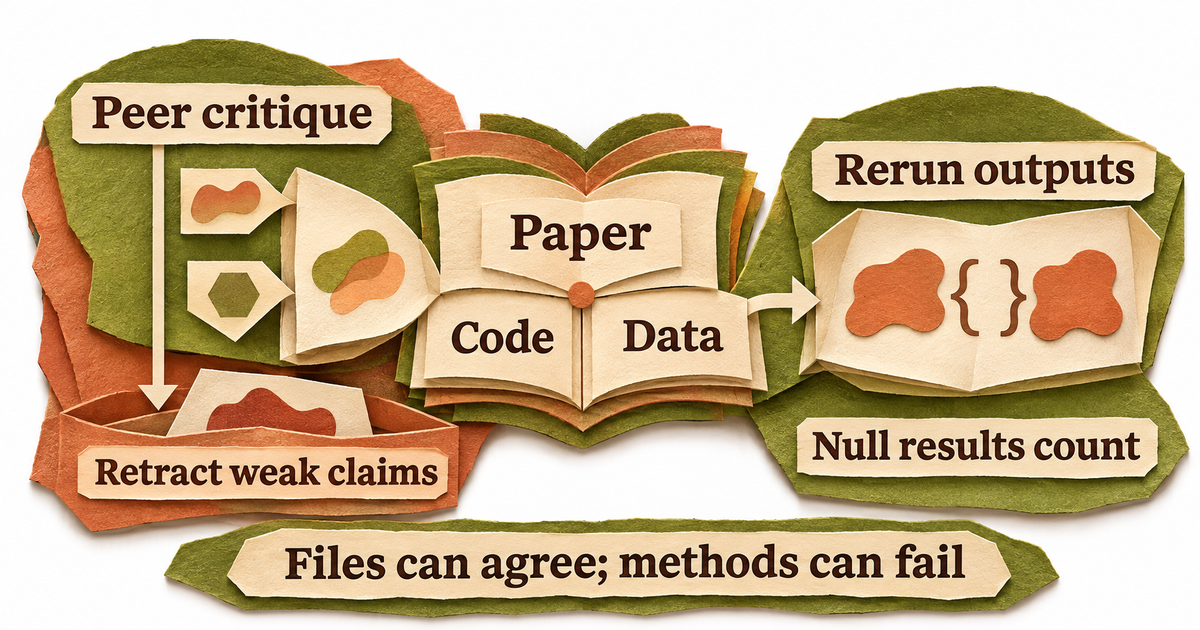 Peer critique
Retract weak claims
Paper
Code
Data
Rerun outputs
{ }
Null results count
Files can agree; methods can fail